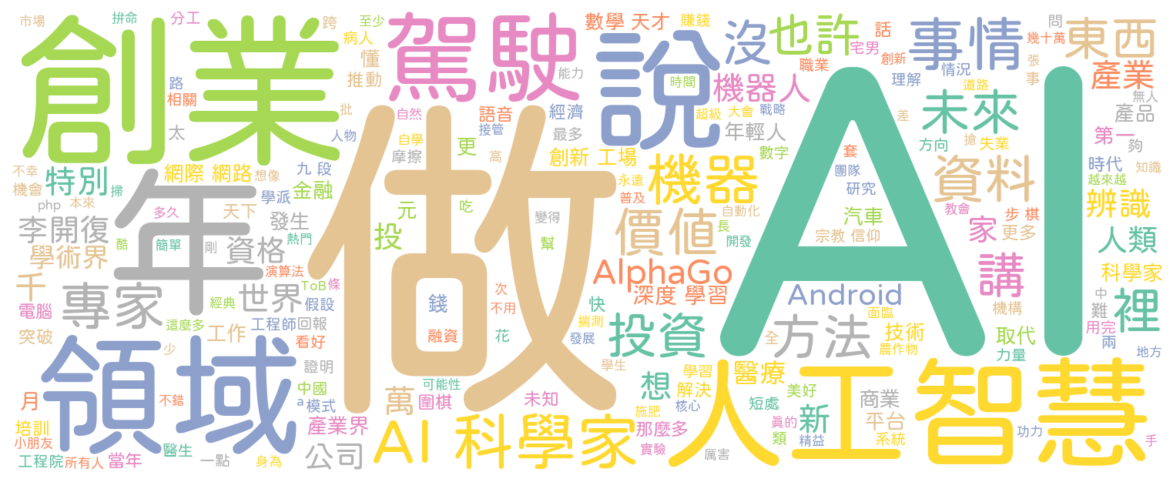 市場 拚命 分工 跨 至少 數學 天才 賺錢 話 宅男 創新 問 幾十萬
創業 駕駛 說 沒 也許 事情 東西
病人 懂 推動 能力 時間 機器人 職業 理解 情況 張 事 道路 產業
路 相關 批 人物 自然 接管 語音 經濟 最多 超級 大會 戰略 年輕人 未來 無人 產品
太 自學 摩擦 高 更 創新 工場 數字 差 方向 搶 失業 第一 夠
不幸 機會 掃 特別 網際 網路 想像 九 段 學派 金融 永遠 普及 機器 套 團隊 研究 資料 時代 越來越 知識
php 本來 多久 天下 發生 元 吃 變得 價值 自動化 長 汽車 教會 步 棋 辨識
李開復 酷 簡單 剛 資格 熱門 投 幫 開發 宗教 信仰 家 更多 人類
學術界 年 做 AI
千 演算法 ToB 條 AlphaGo 講 科學家
電腦 專家 經典 世界 假設 錢 次 不用 快 深度 學習 Android 面臨 機構 中 難 裡
突破 這麼多 工作 工程師 回報 看好 融資 花 揣測 發展 投資 全 方法 技術 農作物 取代 力量 用完 兩 地方
少 領域 證明 學生 想 學習 解決 醫療 美好
月 不錯 中國 a 模式 可能性 萬 圍棋 未知 施肥 核心 短處 新 商業 人工智慧
培訓 小朋友 當年 醫生 產業界 AI 科學家 那麼多 實驗 類 真的 精益 平台 系統 功力 手
工程院 所有人 一點 身為 公司 厲害